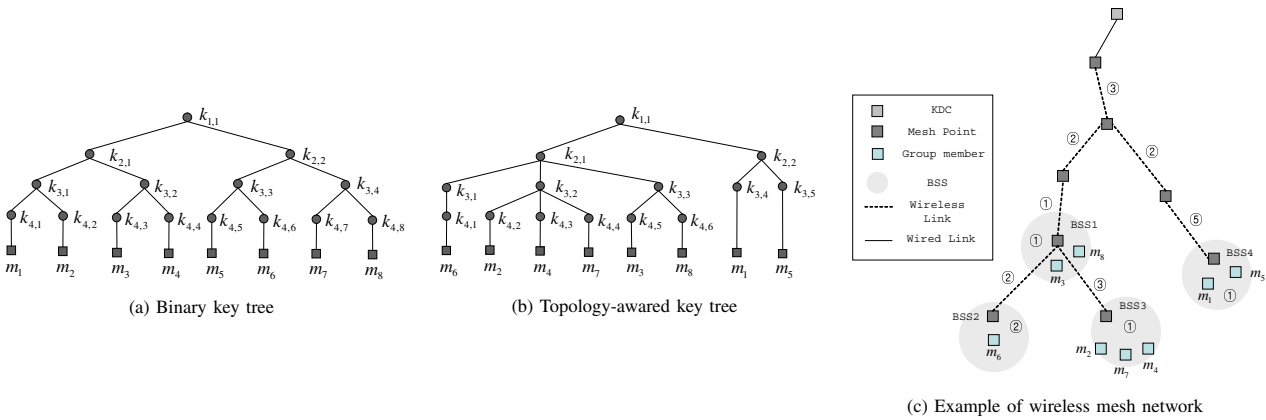 k1,1
k2,1
k2,2
k3,1
k3,2
k3,3
k3,4
k4,1
k4,2
k4,3
k4,4
k4,5
k4,6
k4,7
k4,8
m1
m2
m3
m4
m5
m6
m7
m8
(a) Binary key tree
k1,1
k2,1
k2,2
k3,1
k3,2
k3,3
k3,4
k3,5
k4,1
k4,2
k4,3
k4,4
k4,5
k4,6
m6
m2
m4
m7
m3
m8
m1
m5
(b) Topology-awared key tree
KDC
Mesh Point
Group member
BSS
Wireless
Link
Wired Link
③
②
②
①
⑤
BSS1
①
m8
m3
BSS4
m5
m1
①
②
③
BSS2
②
m6
BSS3
①
m2
m7
m4
(c) Example of wireless mesh network